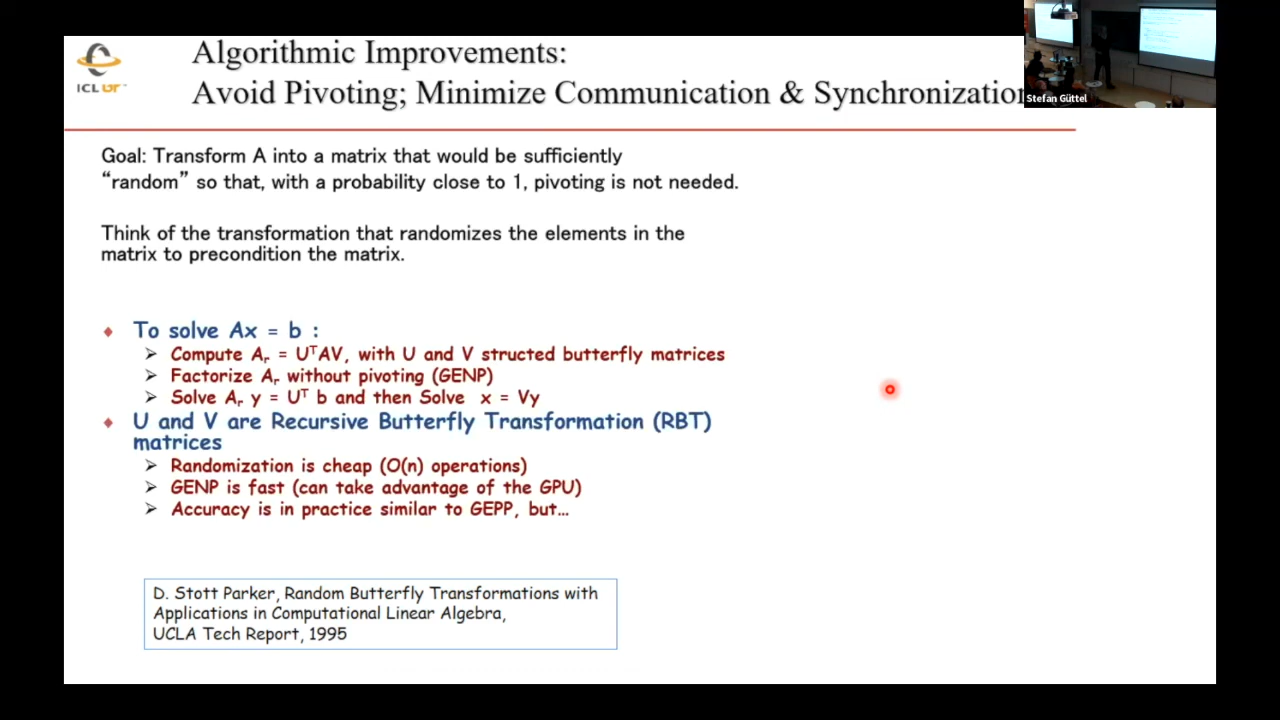 Algorithmic Improvements:
Avoid Pivoting; Minimize Communication & Synchronization
ICL UT
Stefan Güttel
Goal: Transform A into a matrix that would be sufficiently
“random” so that, with a probability close to 1, pivoting is not needed.
Think of the transformation that randomizes the elements in the
matrix to precondition the matrix.
♦ To solve Ax = b :
➢ Compute Aᵣ = UᵀAV, with U and V structed butterfly matrices
➢ Factorize Aᵣ without pivoting (GENP)
➢ Solve Aᵣ y = Uᵀ b and then Solve x = Vy
♦ U and V are Recursive Butterfly Transformation (RBT)
matrices
➢ Randomization is cheap (O(n) operations)
➢ GENP is fast (can take advantage of the GPU)
➢ Accuracy is in practice similar to GEPP, but…
D. Stott Parker, Random Butterfly Transformations with
Applications in Computational Linear Algebra,
UCLA Tech Report, 1995